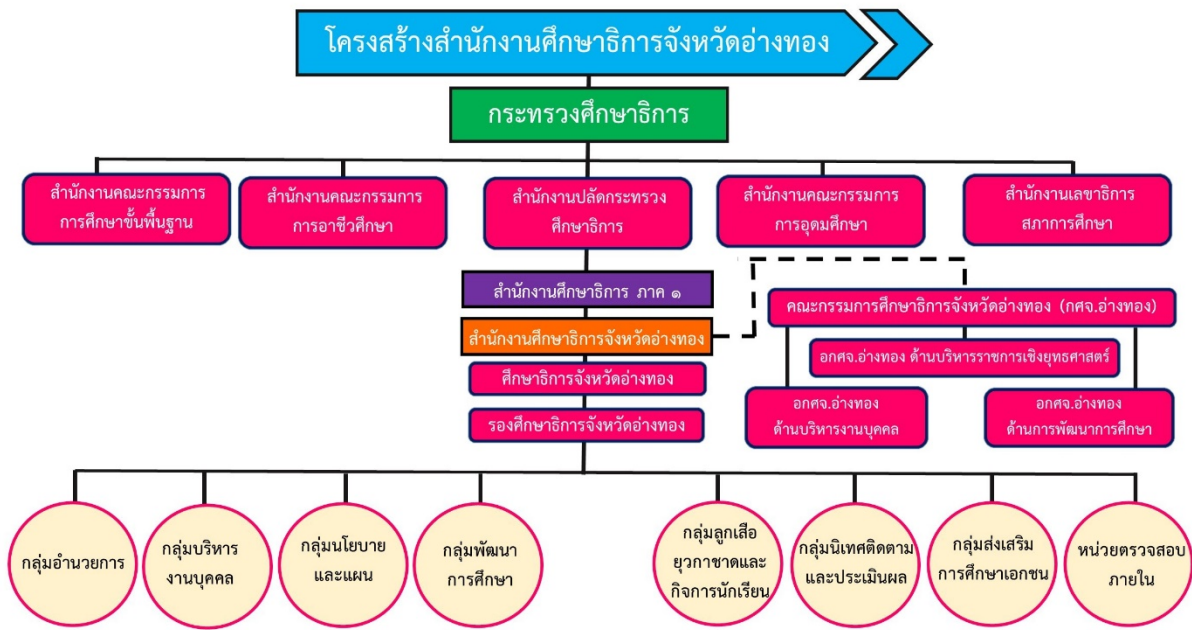 โครงสร้างสำนักงานศึกษาธิการจังหวัดอ่างทอง
กระทรวงศึกษาธิการ
สำนักงานคณะกรรมการ
การศึกษาขั้นพื้นฐาน
สำนักงานคณะกรรมการ
การอาชีวศึกษา
สำนักงานปลัดกระทรวง
ศึกษาธิการ
สำนักงานคณะกรรมการ
การอุดมศึกษา
สำนักงานเลขาธิการ
สภาการศึกษา
สำนักงานศึกษาธิการ ภาค ๑
สำนักงานศึกษาธิการจังหวัดอ่างทอง
ศึกษาธิการจังหวัดอ่างทอง
รองศึกษาธิการจังหวัดอ่างทอง
คณะกรรมการศึกษาธิการจังหวัดอ่างทอง (กศจ.อ่างทอง)
อกศจ.อ่างทอง ด้านบริหารราชการเชิงยุทธศาสตร์
อกศจ.อ่างทอง
ด้านบริหารงานบุคคล
อกศจ.อ่างทอง
ด้านการพัฒนาการศึกษา
กลุ่มอำนวยการ
กลุ่มบริหาร
งานบุคคล
กลุ่มนโยบาย
และแผน
กลุ่มพัฒนา
การศึกษา
กลุ่มลูกเสือ
ยุวกาชาดและ
กิจการนักเรียน
กลุ่มนิเทศติดตาม
และประเมินผล
กลุ่มส่งเสริม
การศึกษาเอกชน
หน่วยตรวจสอบ
ภายใน